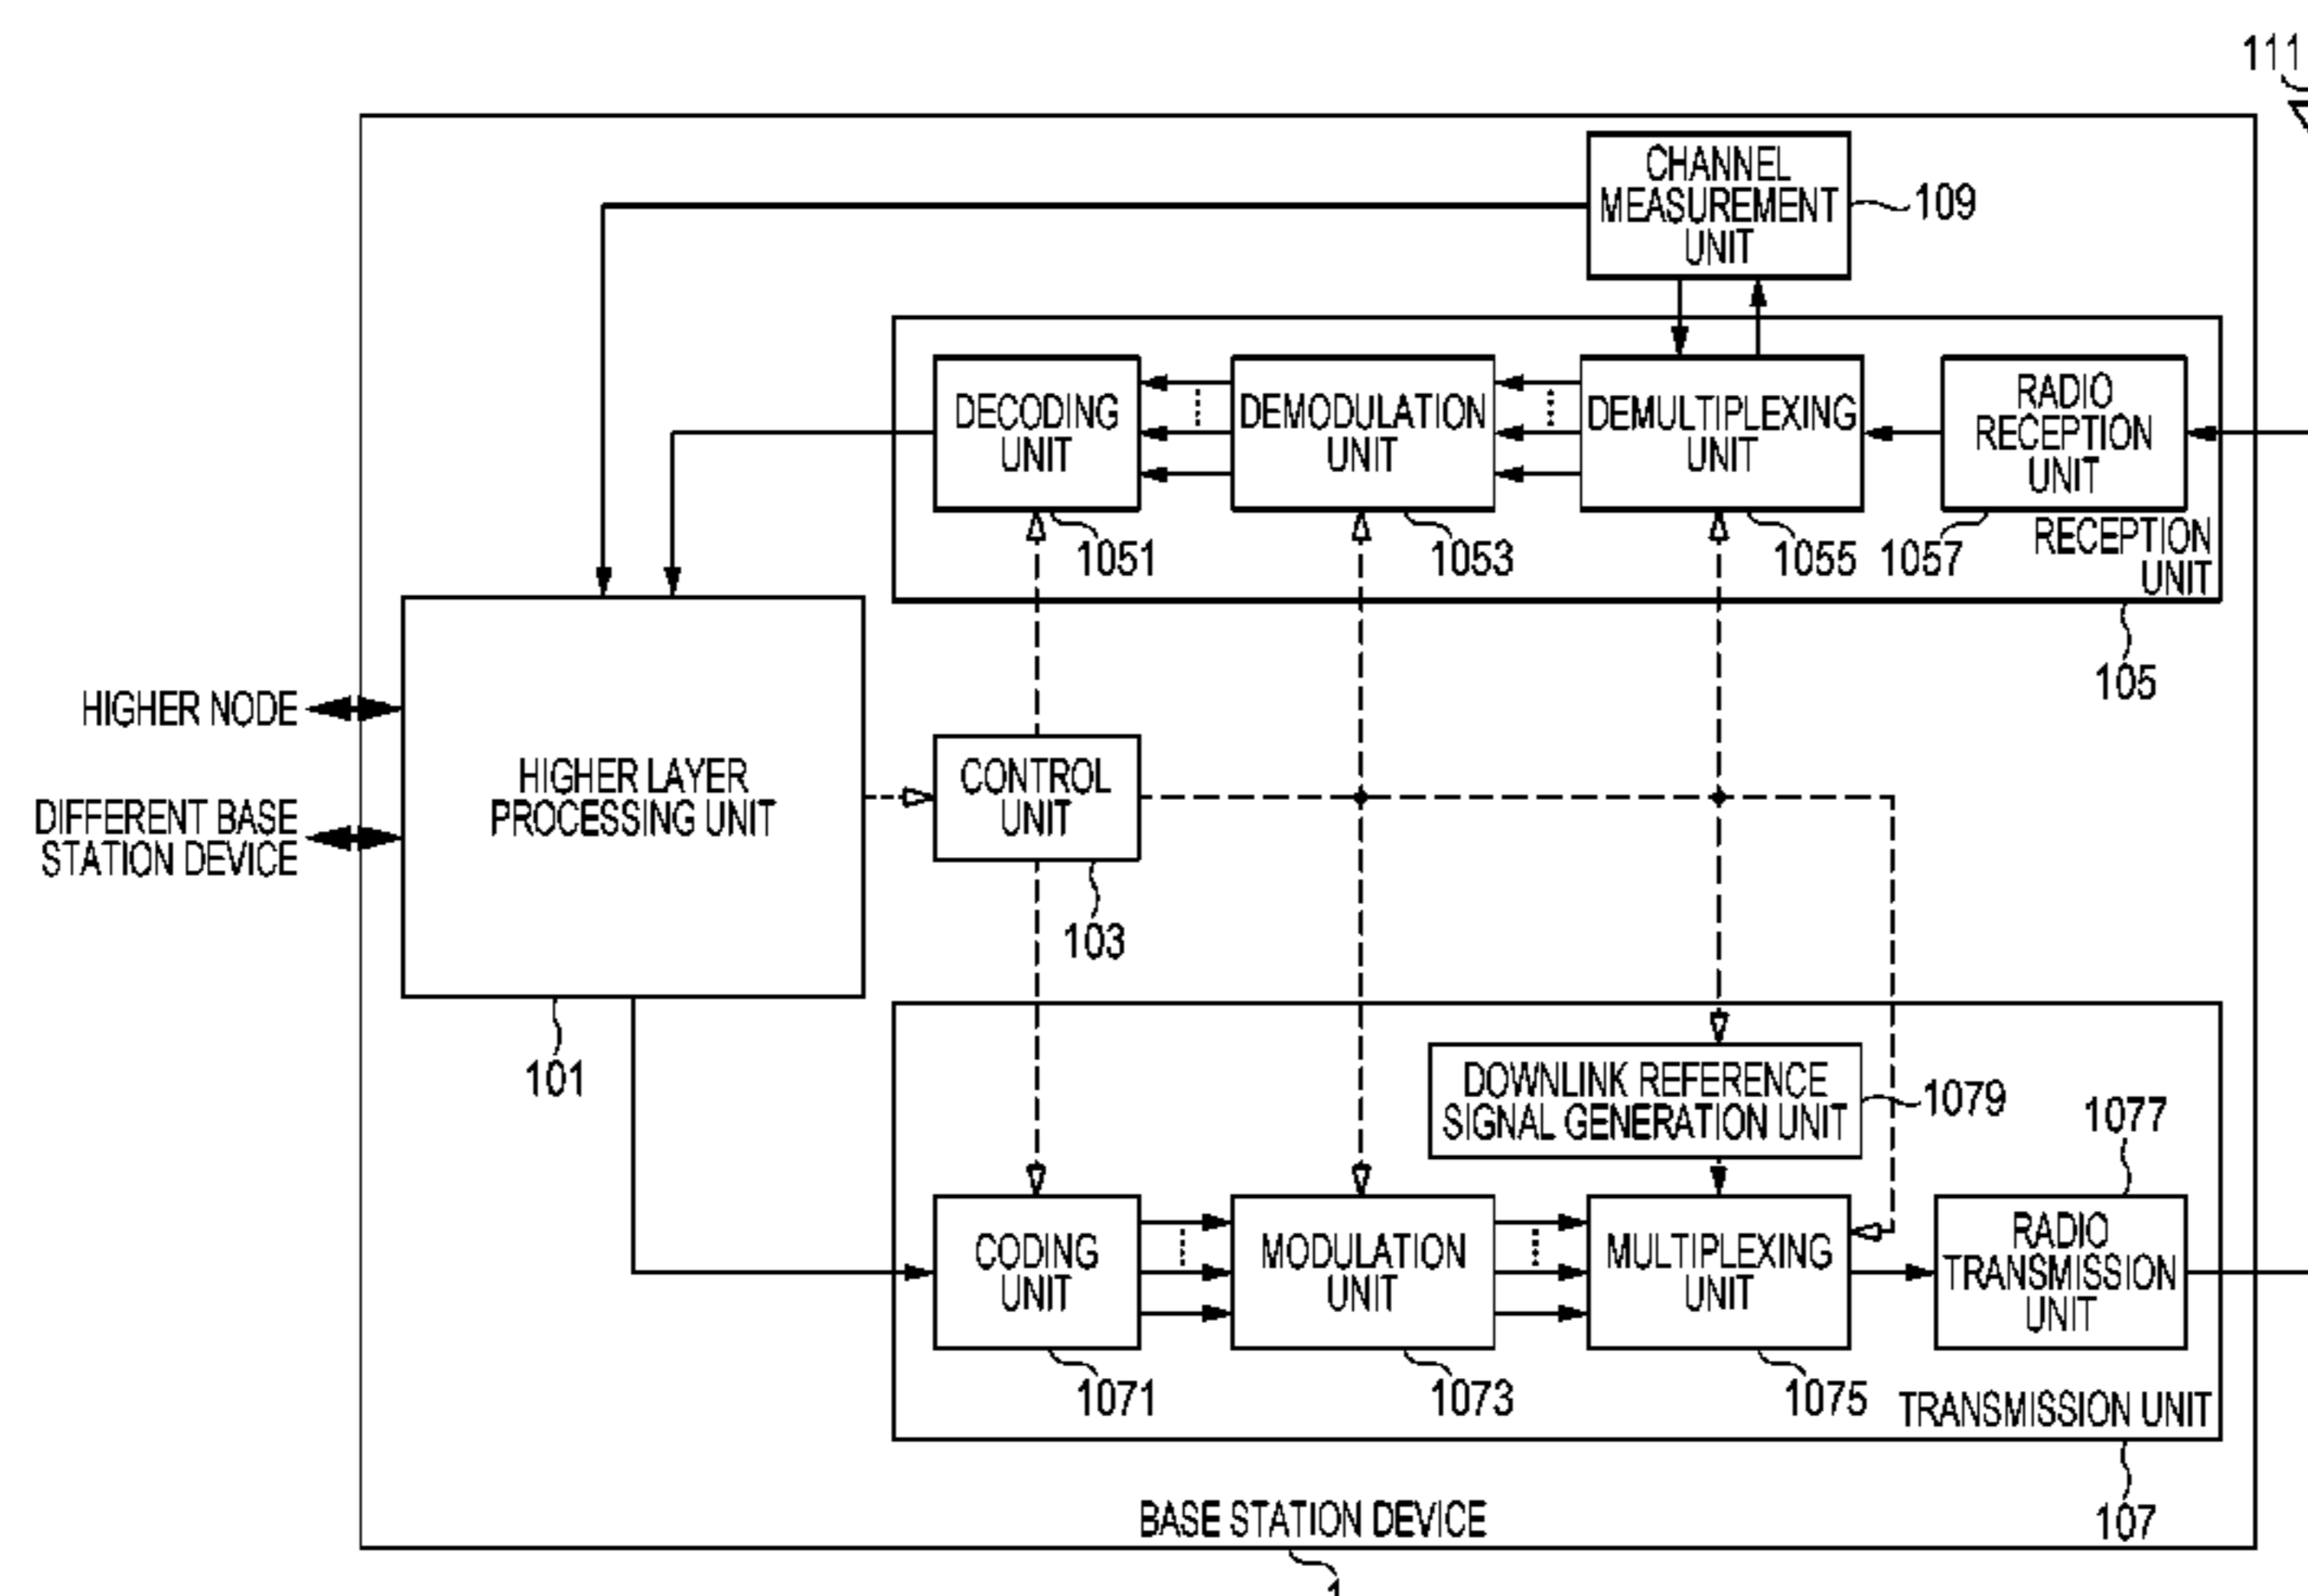 111
CHANNEL
MEASUREMENT
UNIT
109
DECODING
UNIT
1051
DEMODULATION
UNIT
1053
DEMULTIPLEXING
UNIT
1055
RADIO
RECEPTION
UNIT
1057
RECEPTION
UNIT
105
HIGHER NODE
DIFFERENT BASE
STATION DEVICE
HIGHER LAYER
PROCESSING UNIT
101
CONTROL
UNIT
103
DOWNLINK REFERENCE
SIGNAL GENERATION UNIT
1079
1077
CODING
UNIT
1071
MODULATION
UNIT
1073
MULTIPLEXING
UNIT
1075
RADIO
TRANSMISSION
UNIT
TRANSMISSION UNIT
107
BASE STATION DEVICE
1